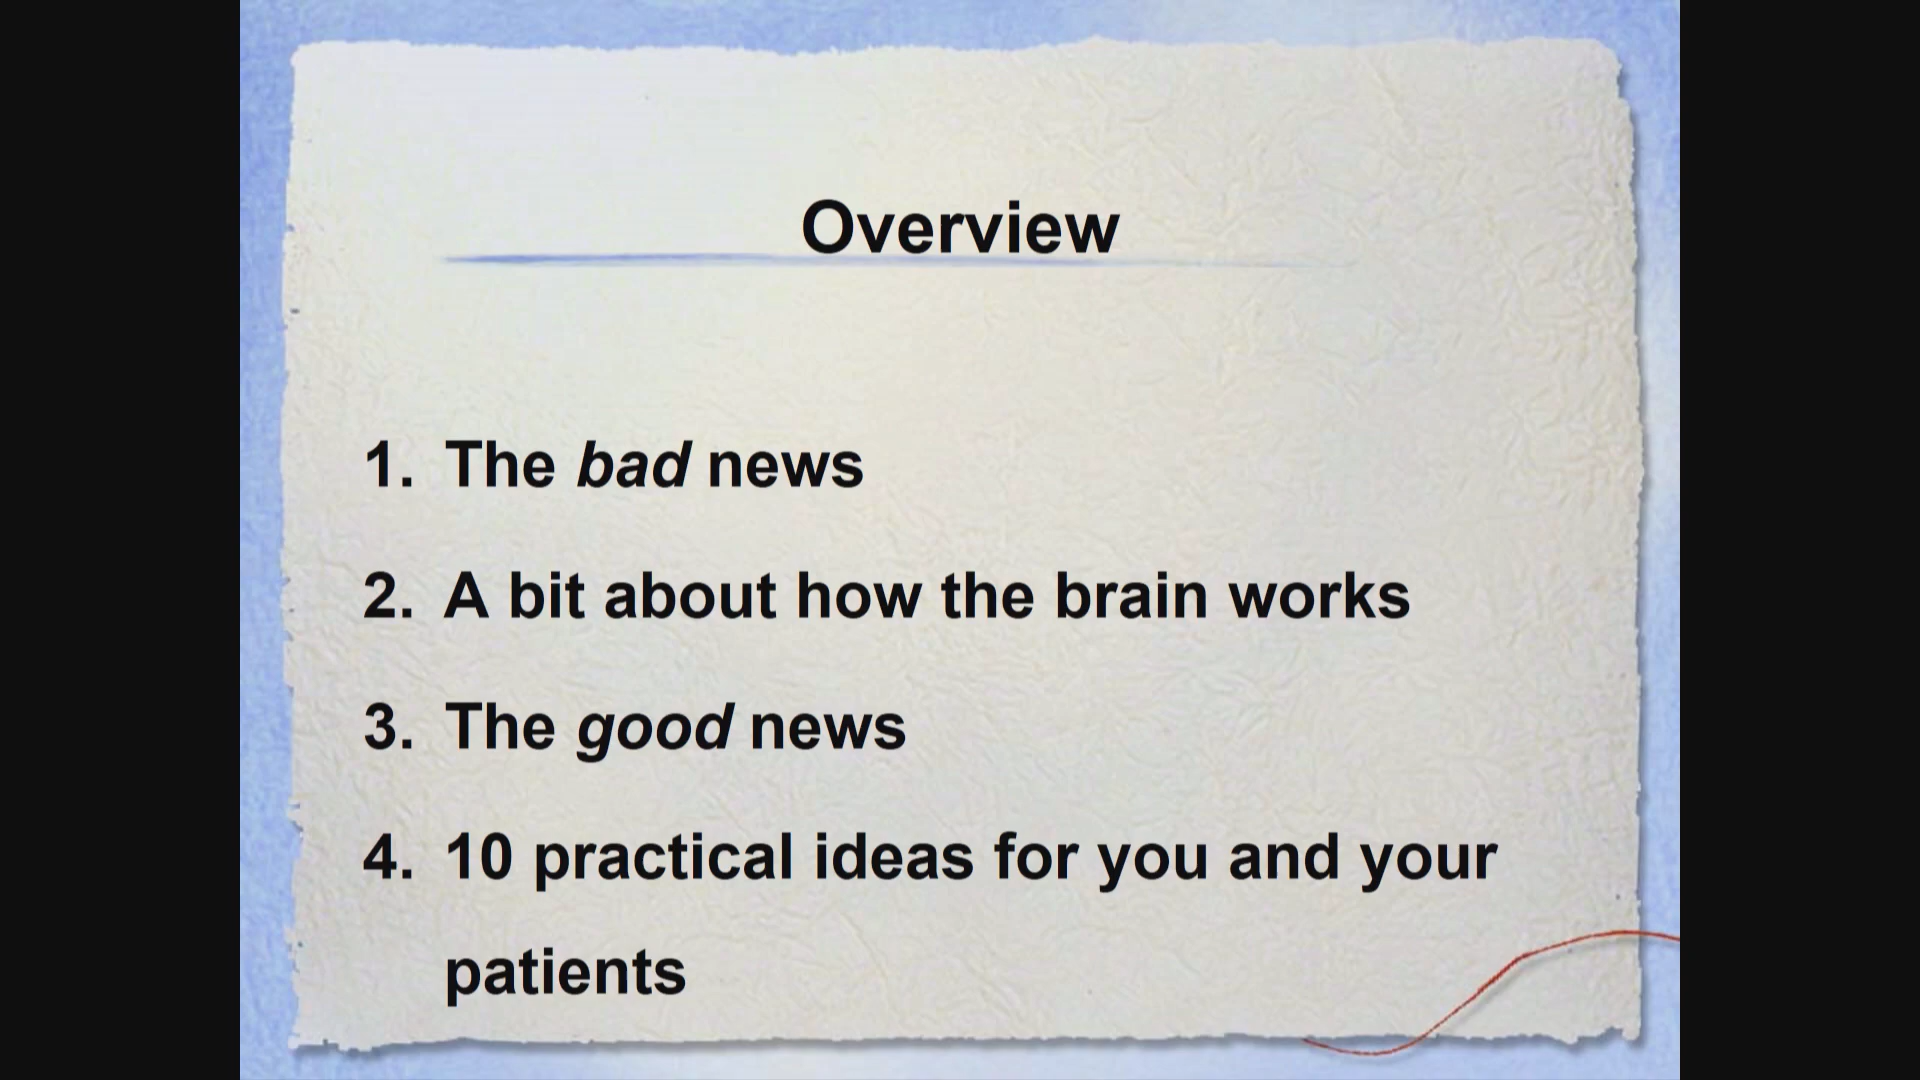 Overview
1. The bad news
2. A bit about how the brain works
3. The good news
4. 10 practical ideas for you and your
patients